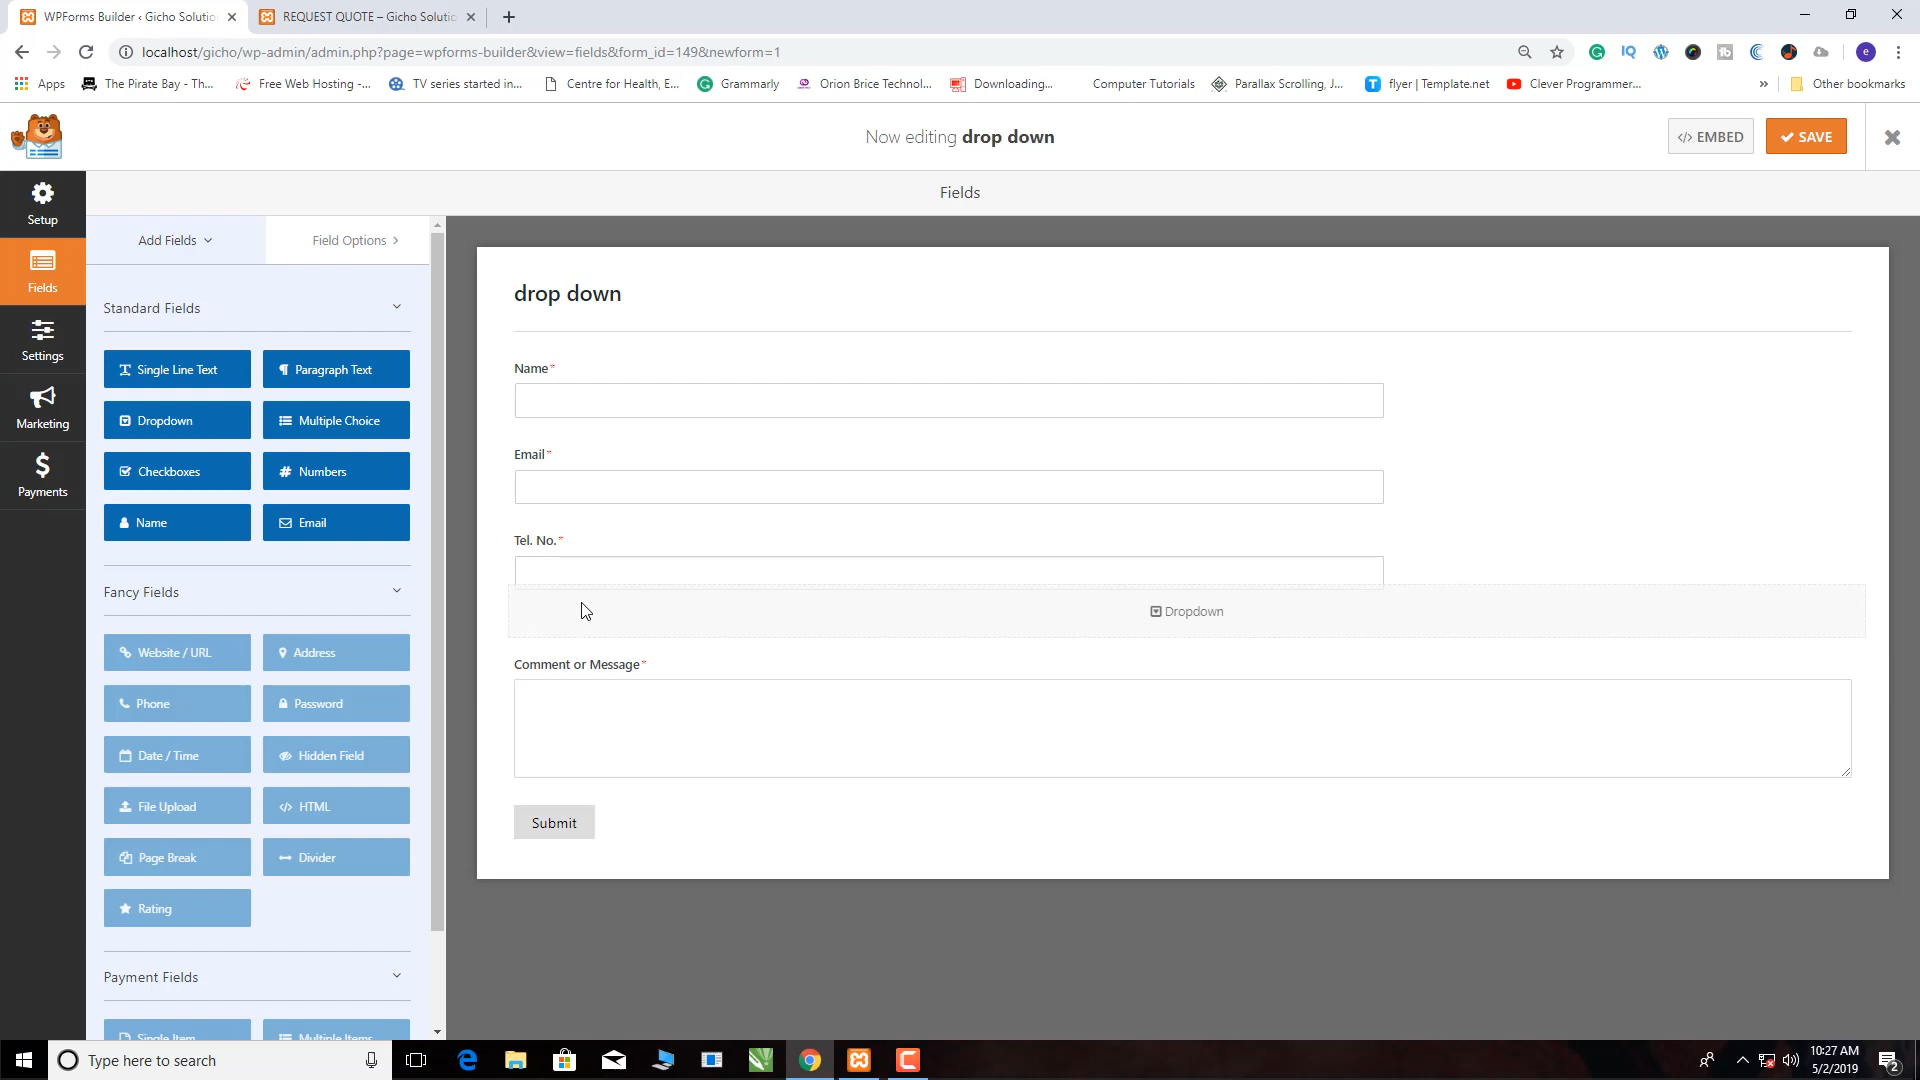 WPForms Builder ‹ Gicho Solutio
REQUEST QUOTE – Gicho Solutio
localhost/gicho/wp-admin/admin.php?page=wpforms-builder&view=fields&form_id=149&newform=1
Apps
The Pirate Bay - Th...
Free Web Hosting -...
TV series started in...
Centre for Health, E...
Grammarly
Orion Brice Technol...
Downloading...
Computer Tutorials
Parallax Scrolling, J...
flyer | Template.net
Clever Programmer...
»
Other bookmarks
Now editing drop down
</> EMBED
SAVE
Setup
Fields
Settings
Marketing
Payments
Fields
Add Fields
Field Options
Standard Fields
Single Line Text
Paragraph Text
Dropdown
Multiple Choice
Checkboxes
Numbers
Name
Email
Fancy Fields
Website / URL
Address
Phone
Password
Date / Time
Hidden Field
File Upload
HTML
Page Break
Divider
Rating
Payment Fields
Single Item
Multiple Items
drop down
Name*
Email*
Tel. No.*
Dropdown
Comment or Message*
Submit
Type here to search
10:27 AM
5/2/2019
2